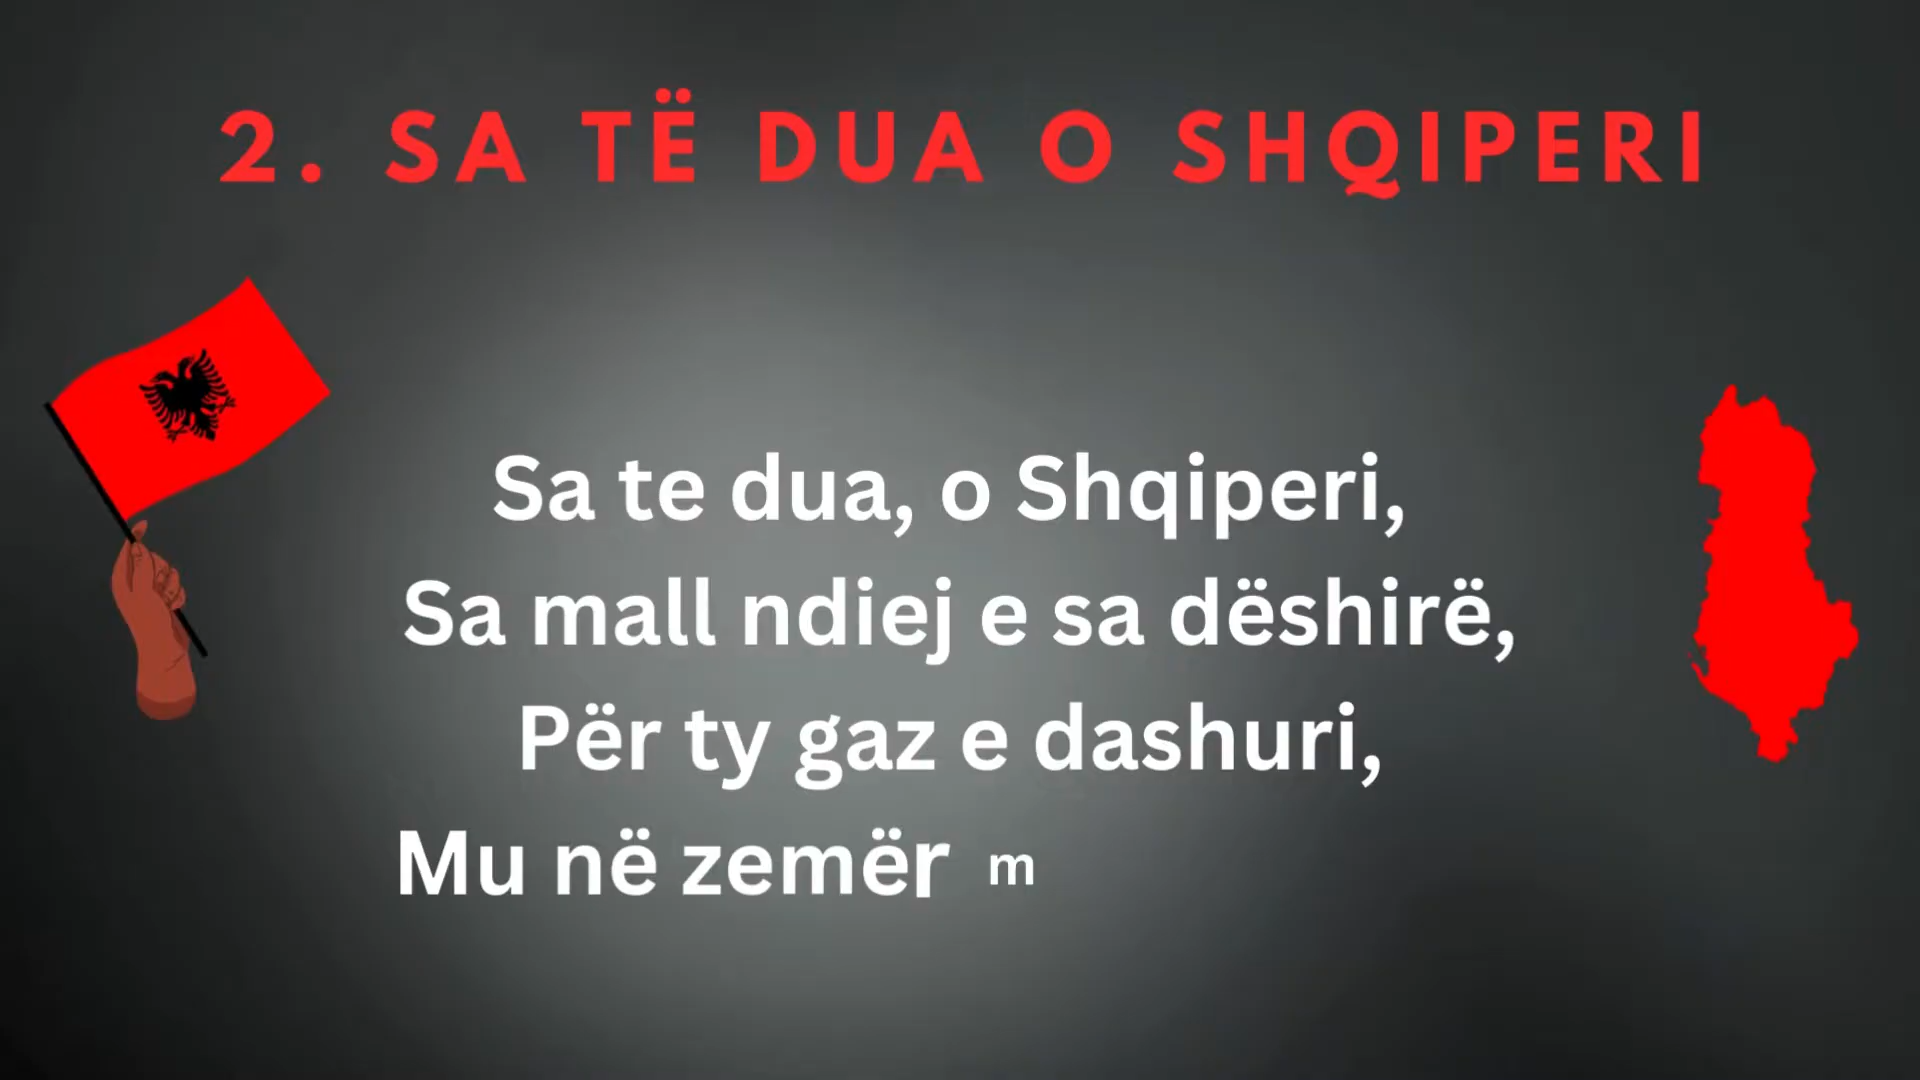 2. SA TË DUA O SHQIPERI
Sa te dua, o Shqiperi,
Sa mall ndiej e sa dëshirë,
Për ty gaz e dashuri,
Mu në zemër m